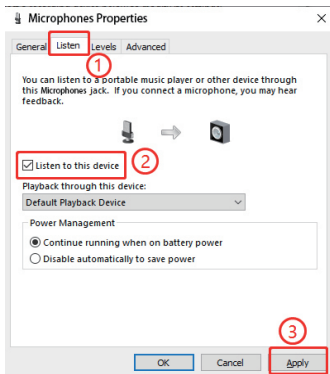 Microphones Properties
General Listen Levels Advanced
1
You can listen to a portable music player or other device through
this Microphones jack. If you connect a microphone, you may hear
feedback.
Listen to this device 2
Playback through this device:
Default Playback Device
Power Management
Continue running when on battery power
Disable automatically to save power
3
OK Cancel Apply